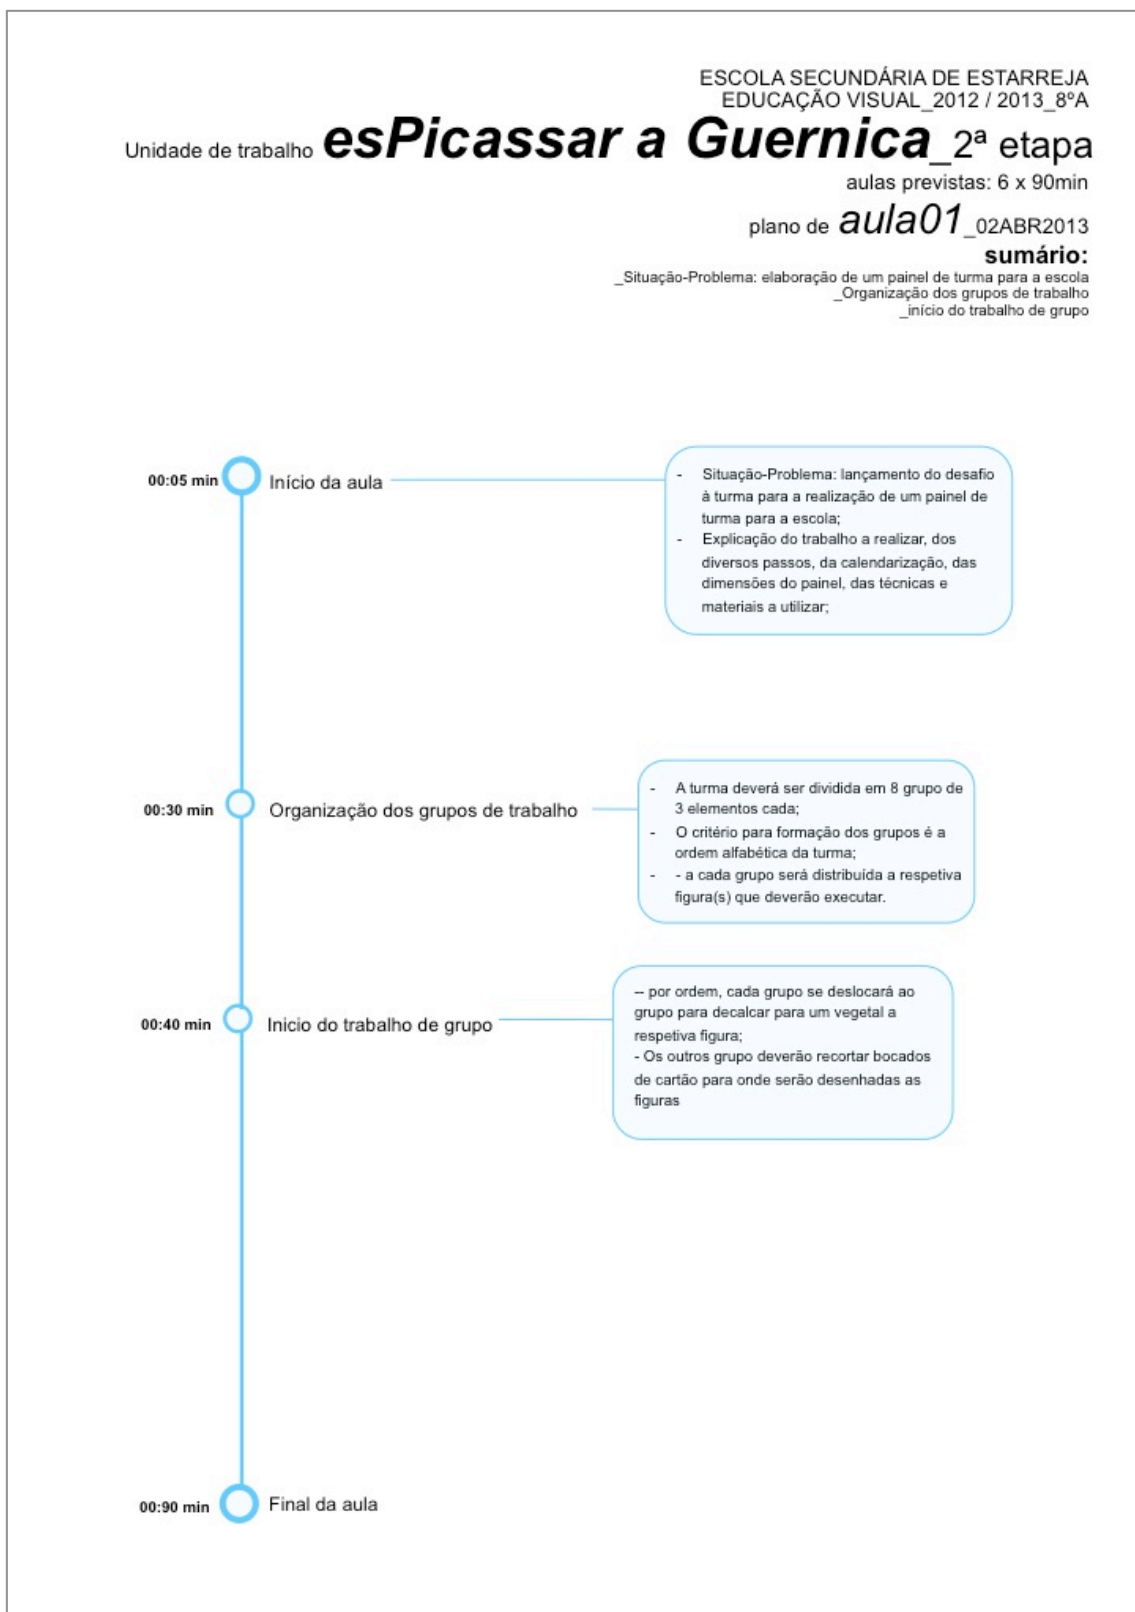 ESCOLA SECUNDÁRIA DE ESTARREJA
EDUCAÇÃO VISUAL_2012 / 2013_8ºA
Unidade de trabalho esPicassar a Guernica_2ª etapa
aulas previstas: 6 x 90min
plano de aula01_02ABR2013
sumário:
_Situação-Problema: elaboração de um painel de turma para a escola
_Organização dos grupos de trabalho
_início do trabalho de grupo
00:05 min Início da aula
- Situação-Problema: lançamento do desafio
à turma para a realização de um painel de
turma para a escola;
- Explicação do trabalho a realizar, dos
diversos passos, da calendarização, das
dimensões do painel, das técnicas e
materiais a utilizar;
00:30 min Organização dos grupos de trabalho
- A turma deverá ser dividida em 8 grupo de
3 elementos cada;
- O critério para formação dos grupos é a
ordem alfabética da turma;
- - a cada grupo será distribuída a respetiva
figura(s) que deverão executar.
00:40 min Inicio do trabalho de grupo
-- por ordem, cada grupo se deslocará ao
grupo para decalcar para um vegetal a
respetiva figura;
- Os outros grupo deverão recortar bocados
de cartão para onde serão desenhadas as
figuras
00:90 min Final da aula